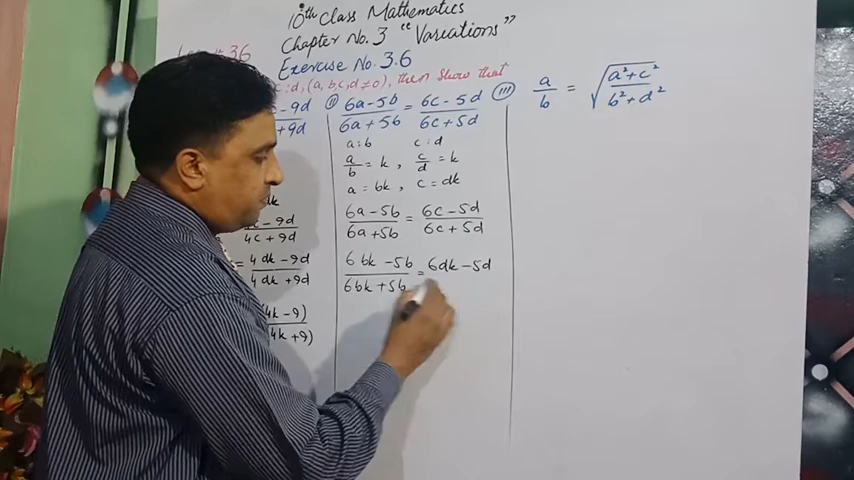 10th Class Mathematics
Chapter No. 3 "Variations"
Exercise No. 3.6
c:d, (a, b, c, d ≠ 0), then Show that
c - 9d
+ 9d
dk
c - 9d
4c + 9d
= 4dk - 9d
4dk + 9d
4k - 9)
4k + 9)
(ii) 6a - 5b / 6a + 5b = 6c - 5d / 6c + 5d
a:b c:d
a/b = k, c/d = k
a = bk, c = dk
6a - 5b / 6a + 5b = 6c - 5d / 6c + 5d
6bk - 5b / 6bk + 5b = 6dk - 5d
(iii) a/b = √(a² + c² / b² + d²)